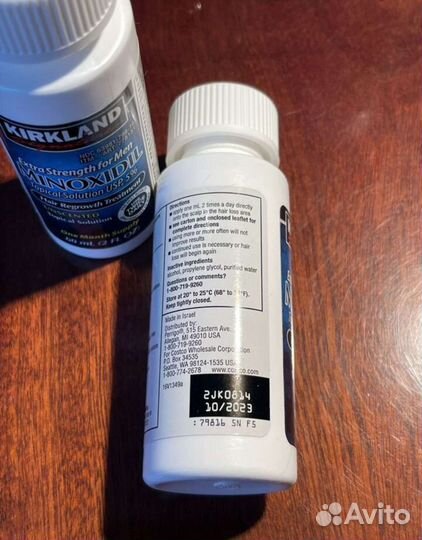 KIRKLAND
Extra Strength for Men
MINOXIDIL
Topical Solution USP 5%
Hair Regrowth Treatment
UNSCENTED
Topical Solution
One Month Supply
60 mL (2 FL OZ)
Directions
■ apply one mL 2 times a day directly
onto the scalp in the hair loss area
■ see carton and enclosed leaflet for
complete directions
■ using more or more often will not
improve results
■ continued use is necessary or hair
loss will begin again
Inactive ingredients
alcohol, propylene glycol, purified water
Questions or comments?
1-800-719-9260
Store at 20° to 25°C (68° to °F).
Keep tightly closed.
Made in Israel
Distributed by:
Perrigo®, 515 Eastern Ave.
Allegan, MI 49010 USA
1-800-719-9260
For Costco Wholesale Corporation
P.O. Box 34535
Seattle, WA 98124-1535 USA
1-800-774-2678 www.costco.com
16V1349a
2JK0814
10/2023
: 79816 SN F5
Avito